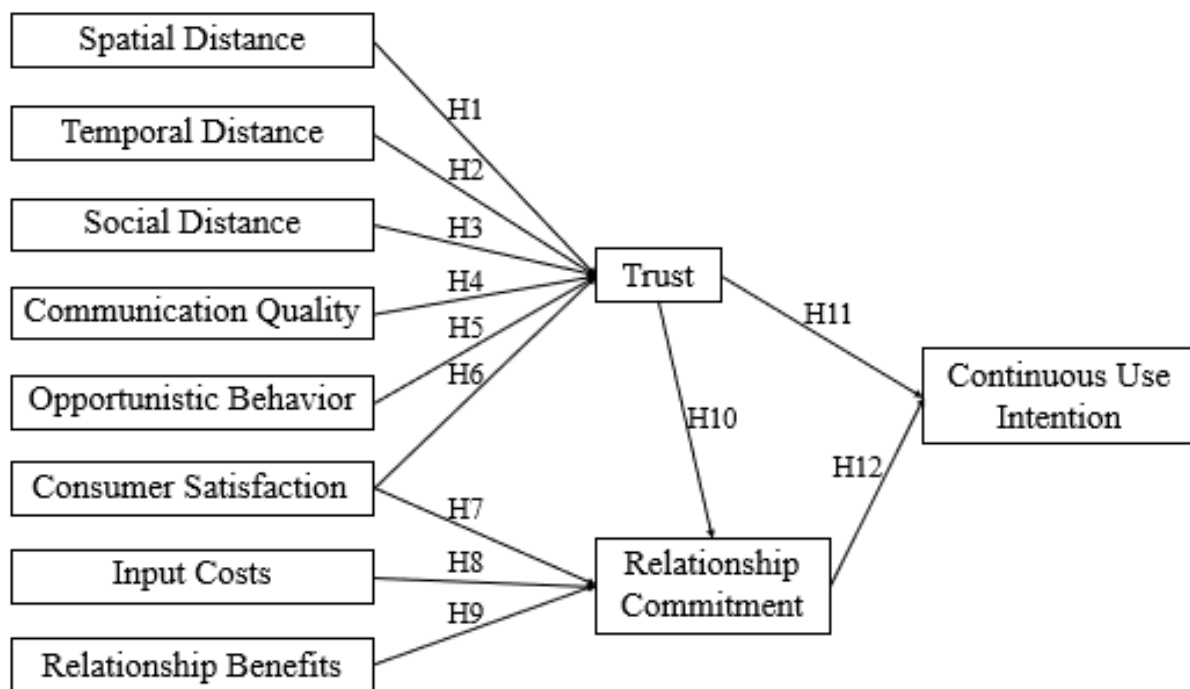 Spatial Distance
H1
Temporal Distance
H2
Social Distance
H3
Trust
Communication Quality
H4
H5
H11
Opportunistic Behavior
H6
Continuous Use
Intention
H10
Consumer Satisfaction
H12
H7
Input Costs
H8
Relationship
Commitment
H9
Relationship Benefits